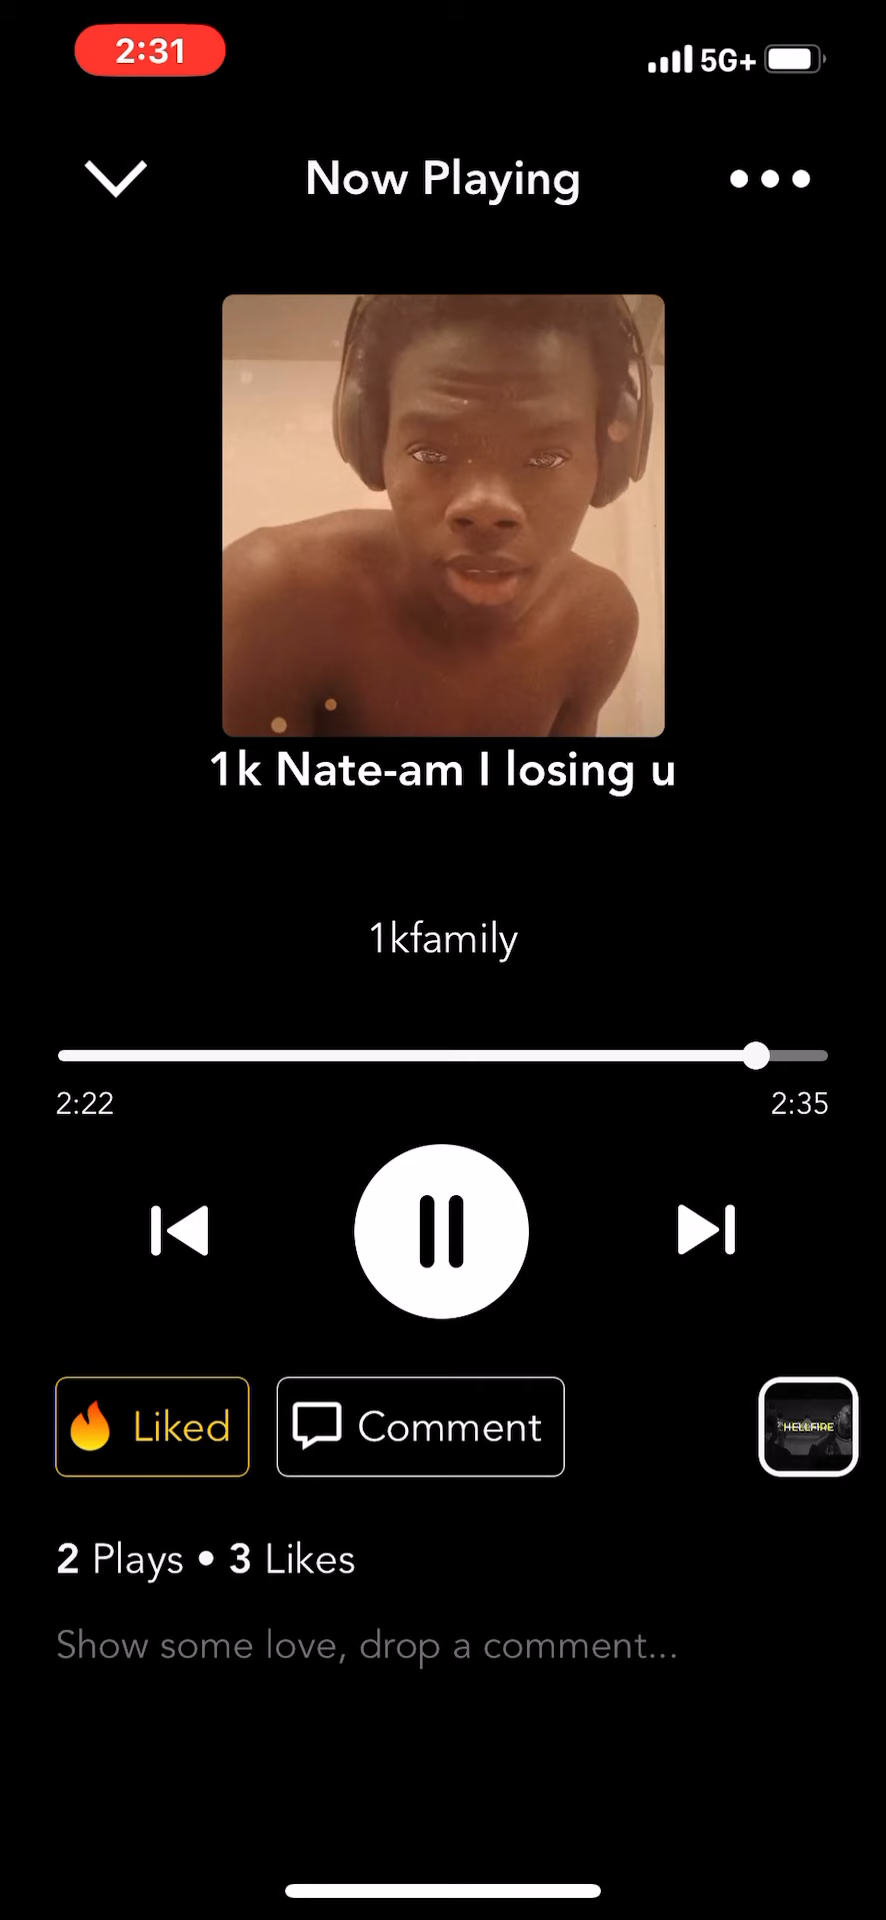 2:31
5G+
Now Playing
1k Nate-am I losing u
1kfamily
2:22
2:35
Liked
Comment
HELLFIRE
2 Plays • 3 Likes
Show some love, drop a comment...